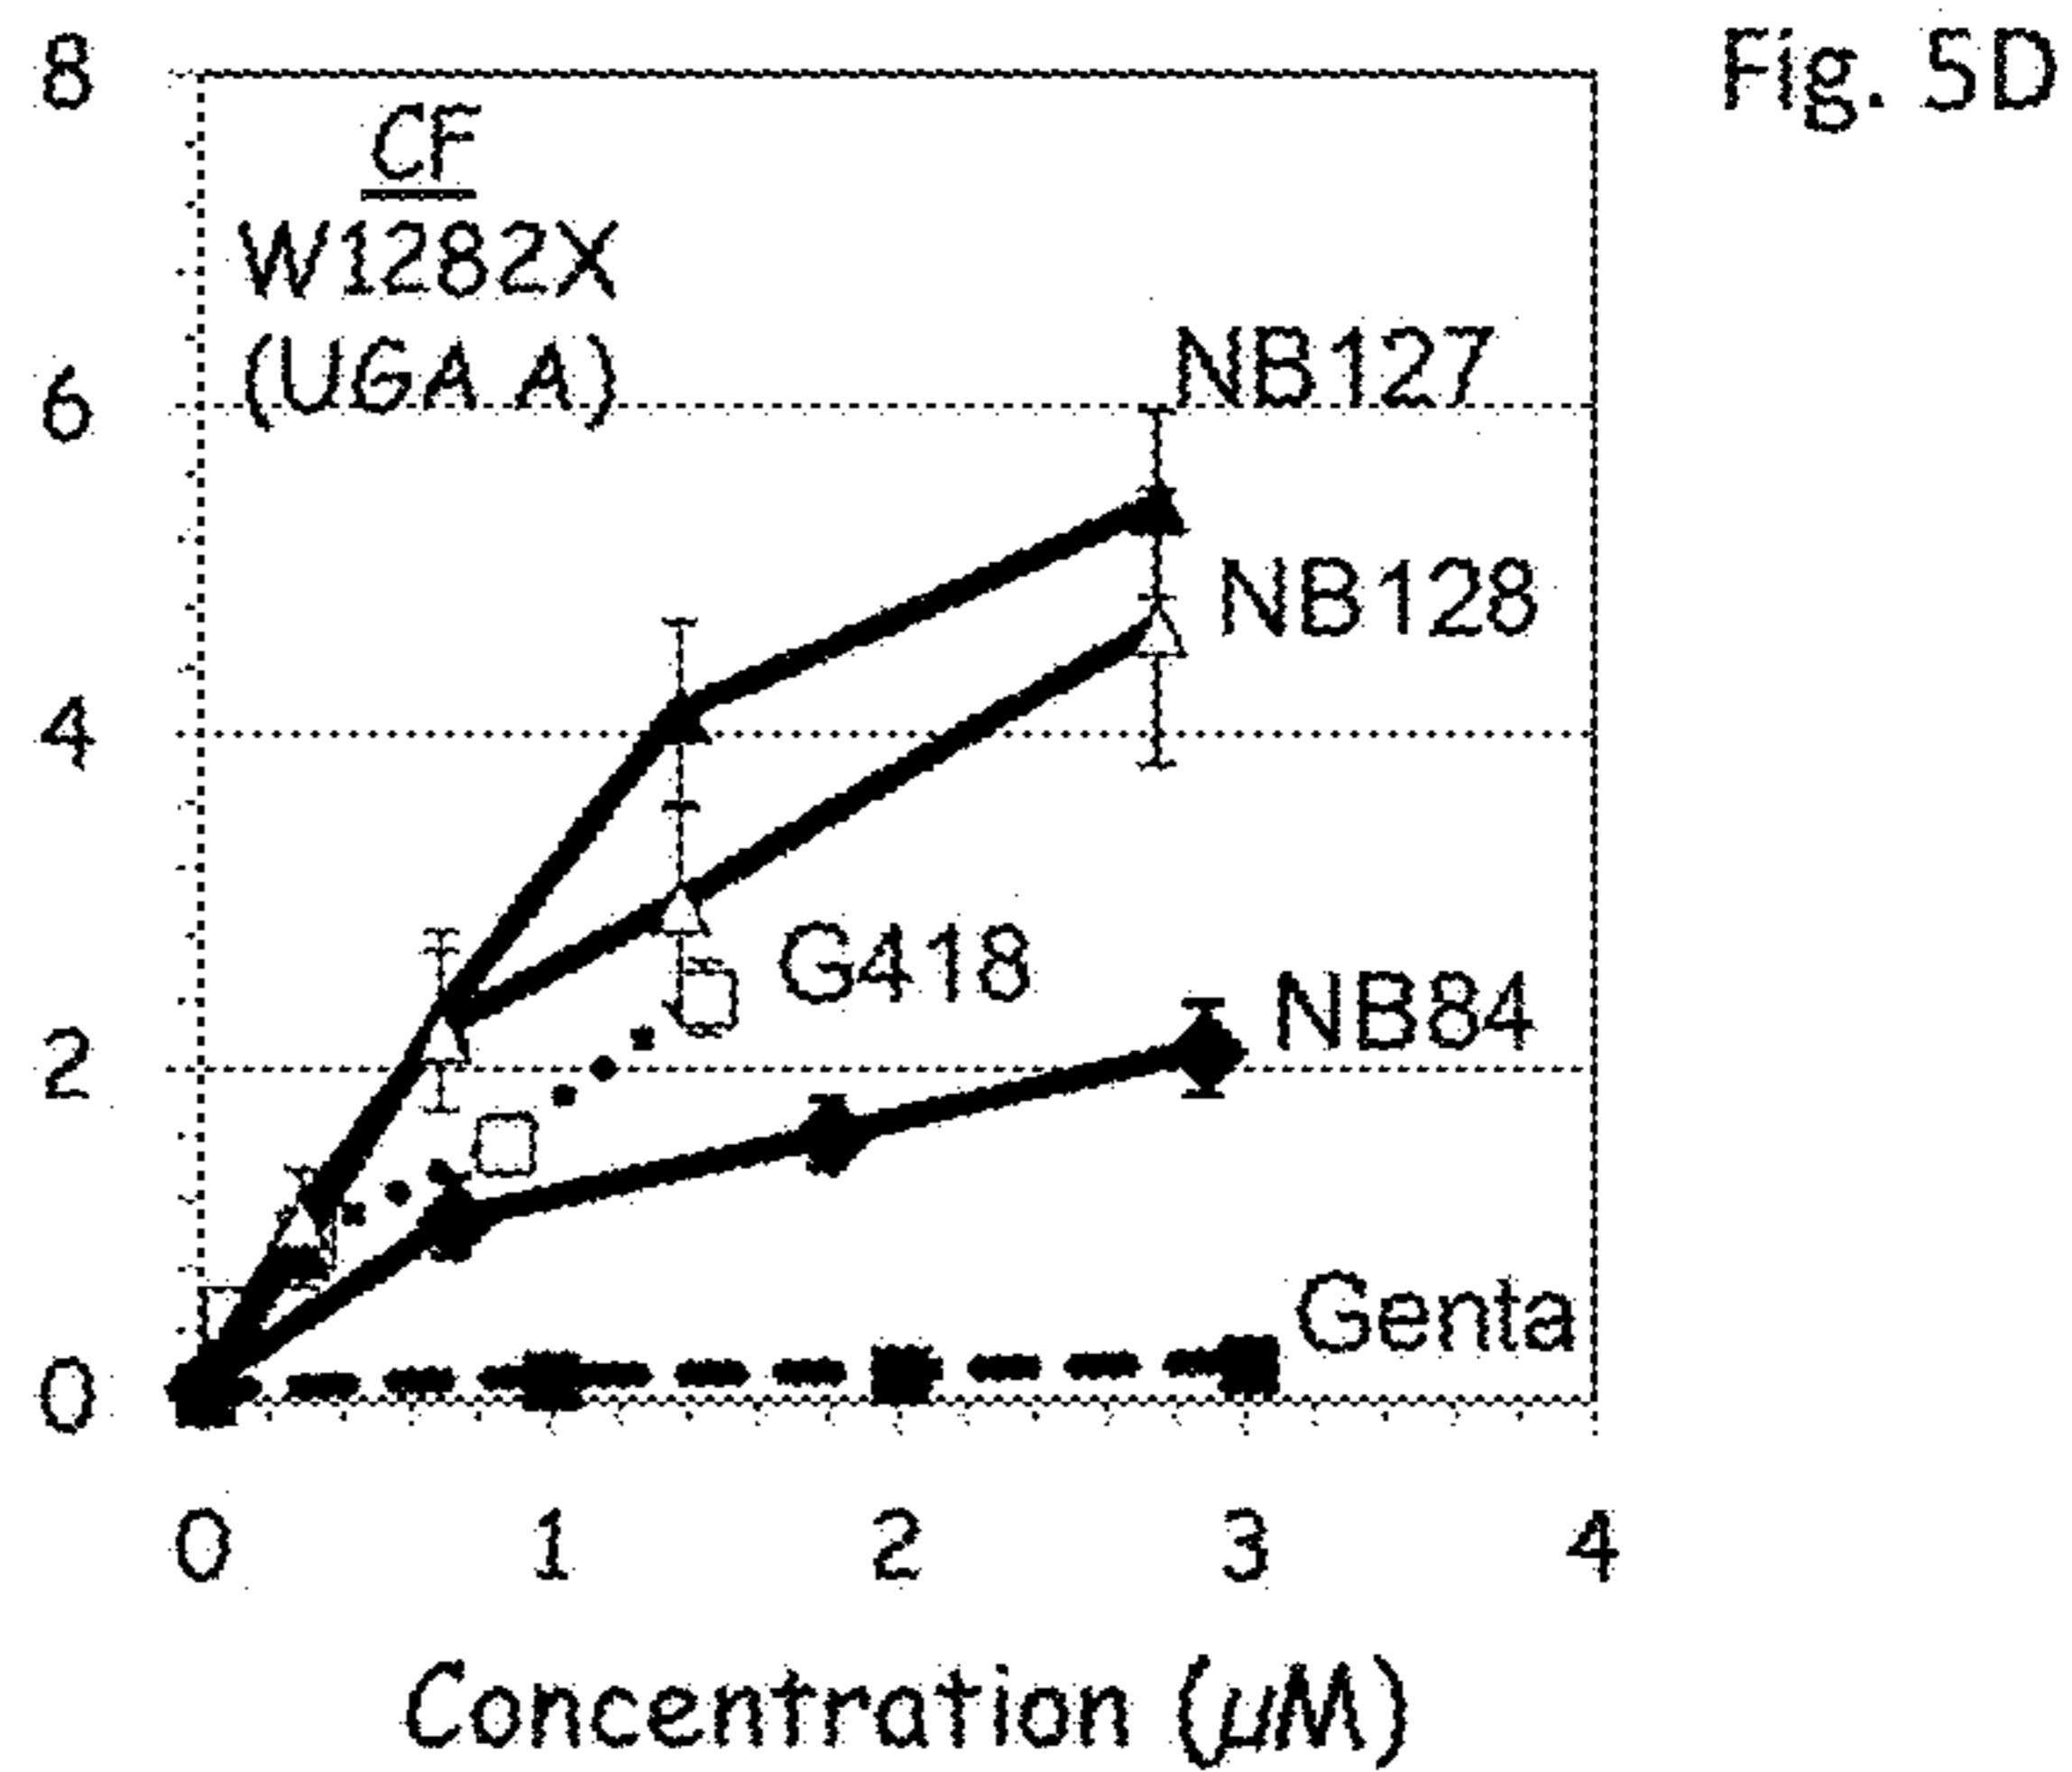 Fig. 5D
8
CF
W1282X
(UGA A)
NB127
6
NB128
4
G418
NB84
2
Genta
0
0 1 2 3 4
Concentration (μM)